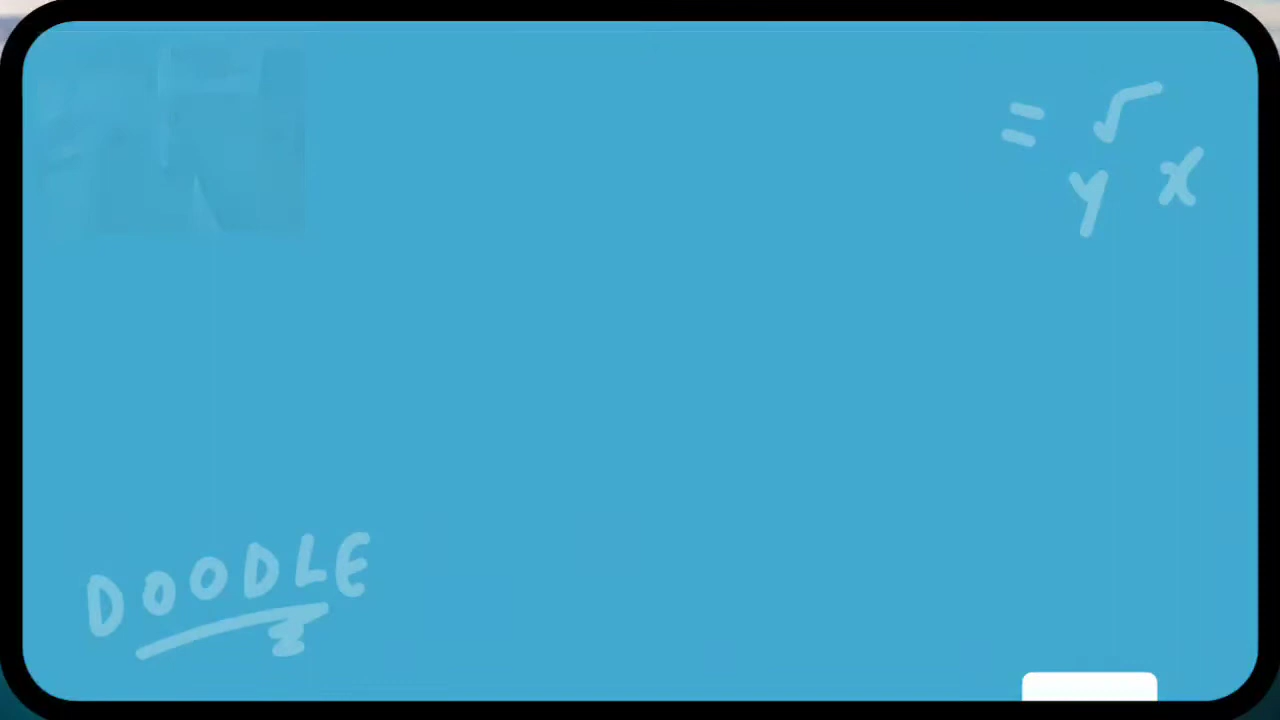 = √
y x
DOODLE